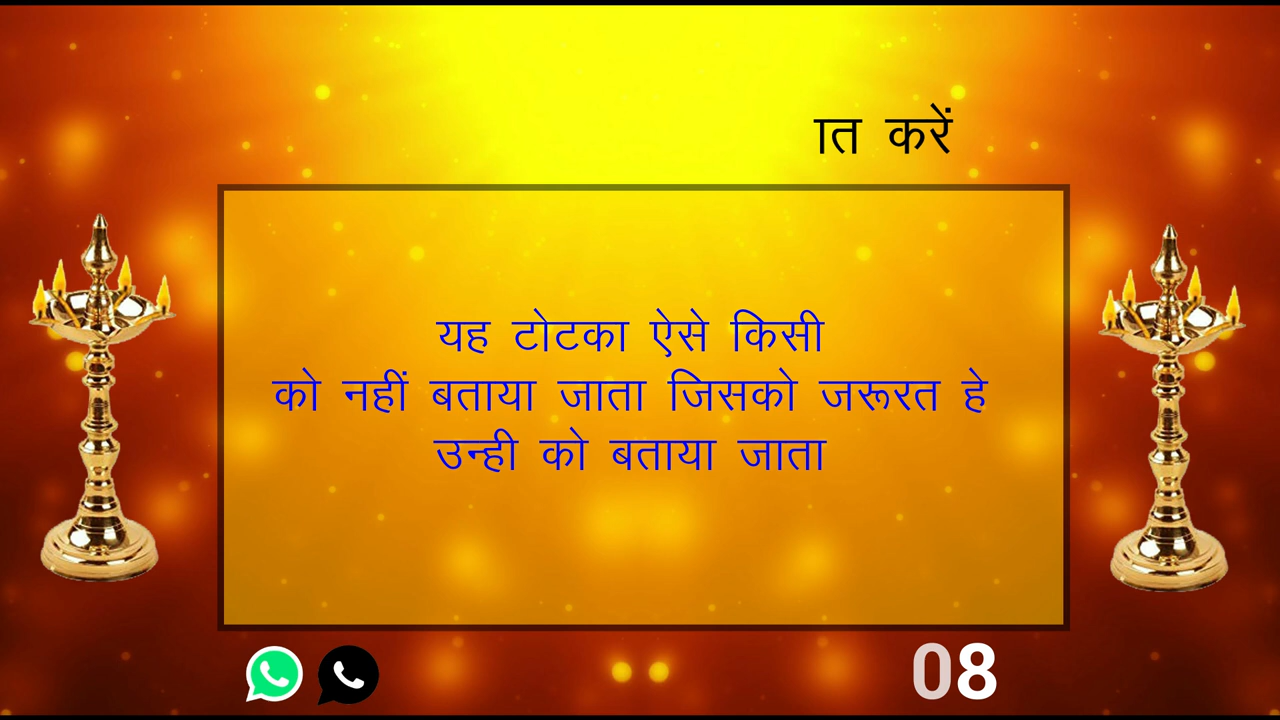 ात करें
यह टोटका ऐसे किसी
को नहीं बताया जाता जिसको जरूरत हे
उन्ही को बताया जाता
08